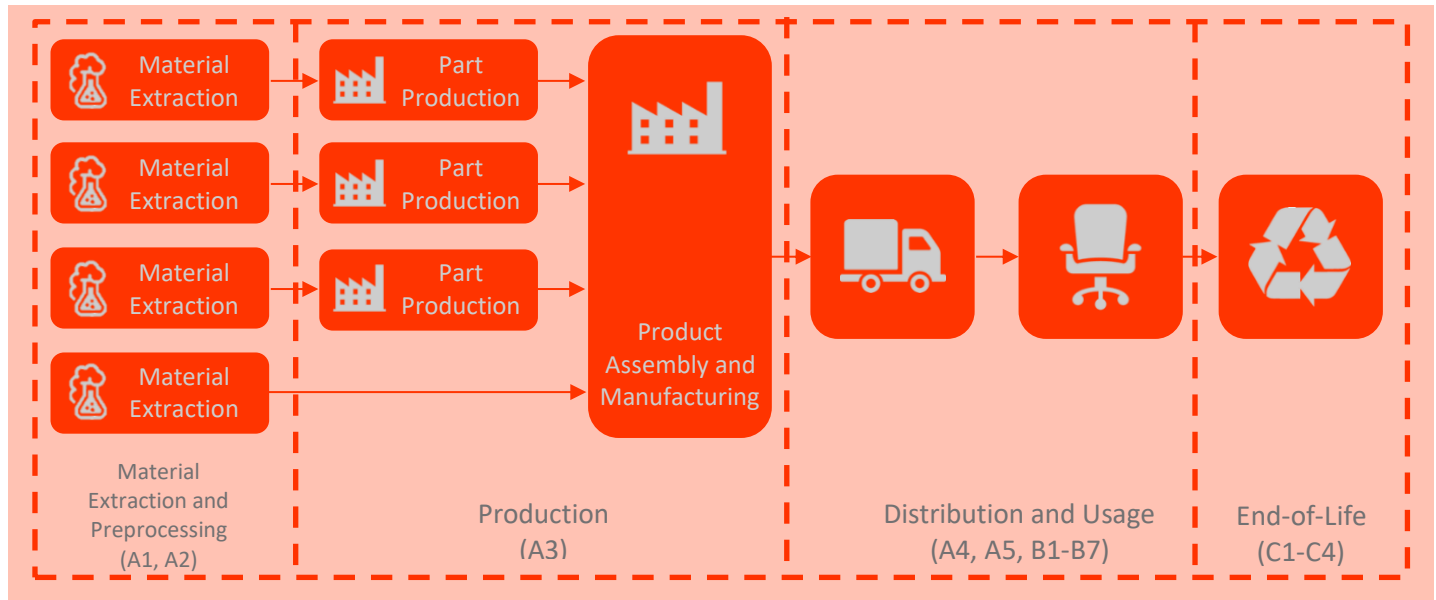 Material
Extraction
Part
Production
Material
Extraction
Part
Production
Material
Extraction
Part
Production
Material
Extraction
Product
Assembly and
Manufacturing
Material
Extraction and
Preprocessing
(A1, A2)
Production
(A3)
Distribution and Usage
(A4, A5, B1-B7)
End-of-Life
(C1-C4)